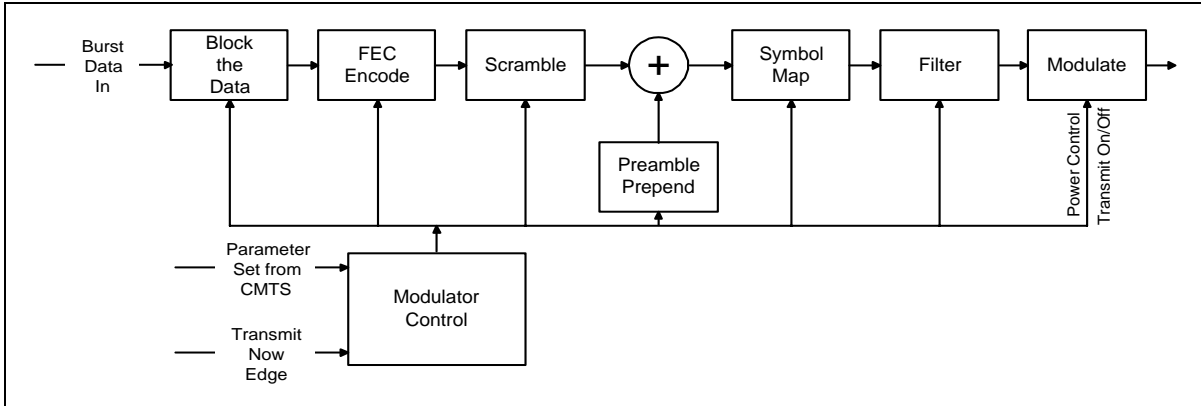 Burst
Data
In
Block
the
Data
FEC
Encode
Scramble
+
Symbol
Map
Filter
Modulate
Preamble
Prepend
Power Control
Transmit On/Off
Parameter
Set from
CMTS
Modulator
Control
Transmit
Now
Edge